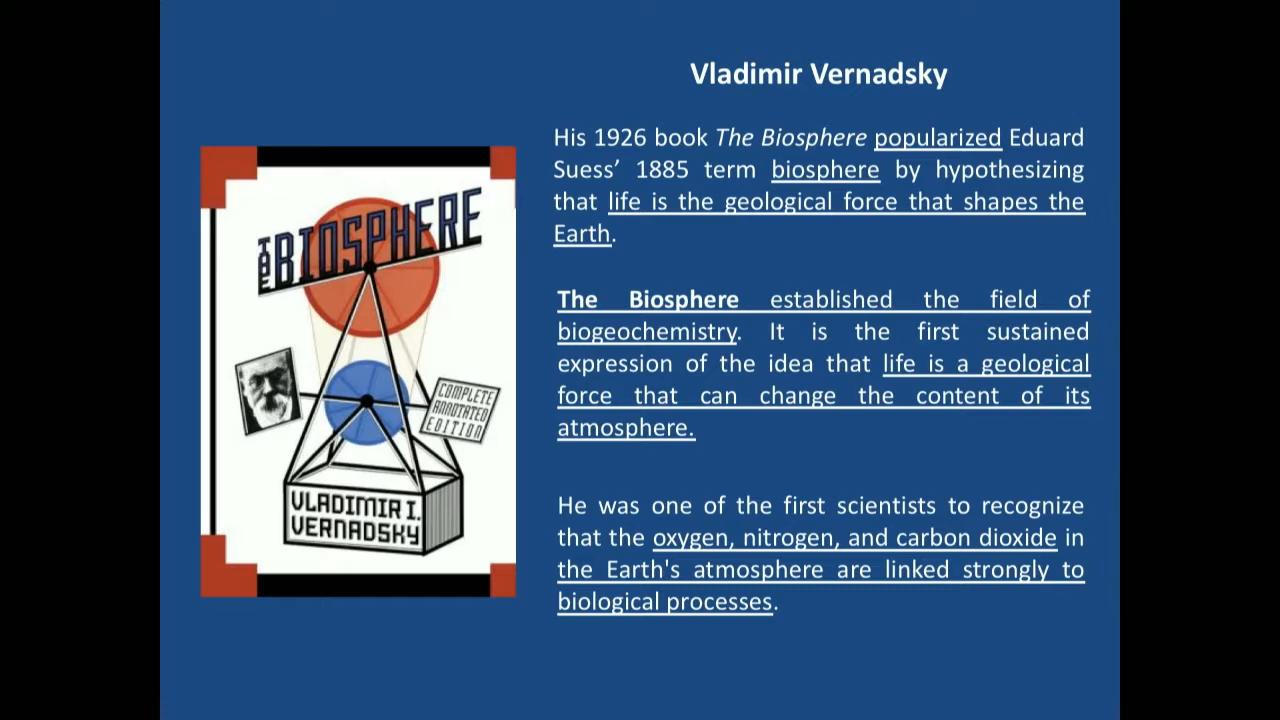 Vladimir Vernadsky
His 1926 book The Biosphere popularized Eduard
Suess’ 1885 term biosphere by hypothesizing
that life is the geological force that shapes the
Earth.
The Biosphere established the field of
biogeochemistry. It is the first sustained
expression of the idea that life is a geological
force that can change the content of its
atmosphere.
He was one of the first scientists to recognize
that the oxygen, nitrogen, and carbon dioxide in
the Earth's atmosphere are linked strongly to
biological processes.
THE BIOSPHERE
COMPLETE
ANNOTATED
EDITION
VLADIMIR I.
VERNADSKY